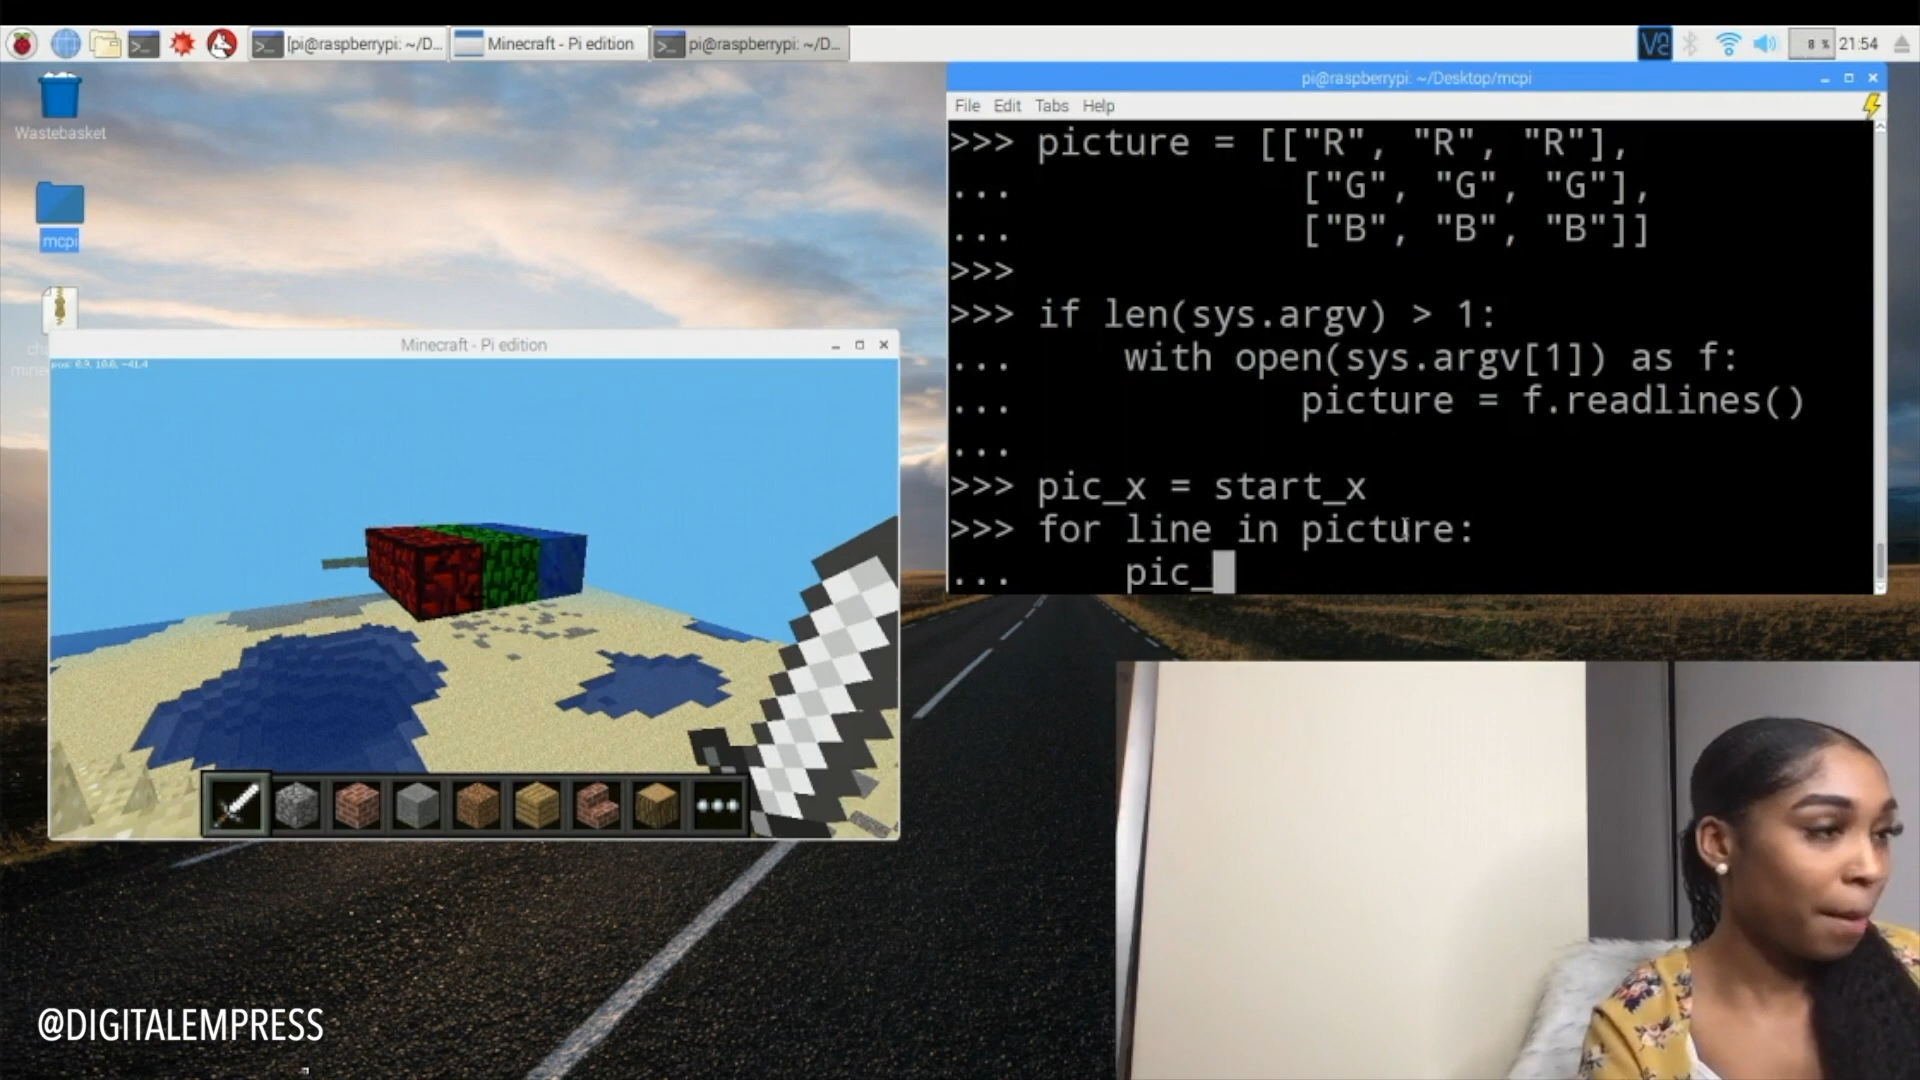 [pi@raspberrypi: ~/D...
Minecraft - Pi edition
pi@raspberrypi: ~/D...
8 %
21:54
Wastebasket
mcpi
pi@raspberrypi: ~/Desktop/mcpi
File Edit Tabs Help
>>> picture = [["R", "R", "R"],
... ["G", "G", "G"],
... ["B", "B", "B"]]
>>>
>>> if len(sys.argv) > 1:
... with open(sys.argv[1]) as f:
... picture = f.readlines()
...
>>> pic_x = start_x
>>> for line in picture:
... pic_
Minecraft - Pi edition
@DIGITALEMPRESS